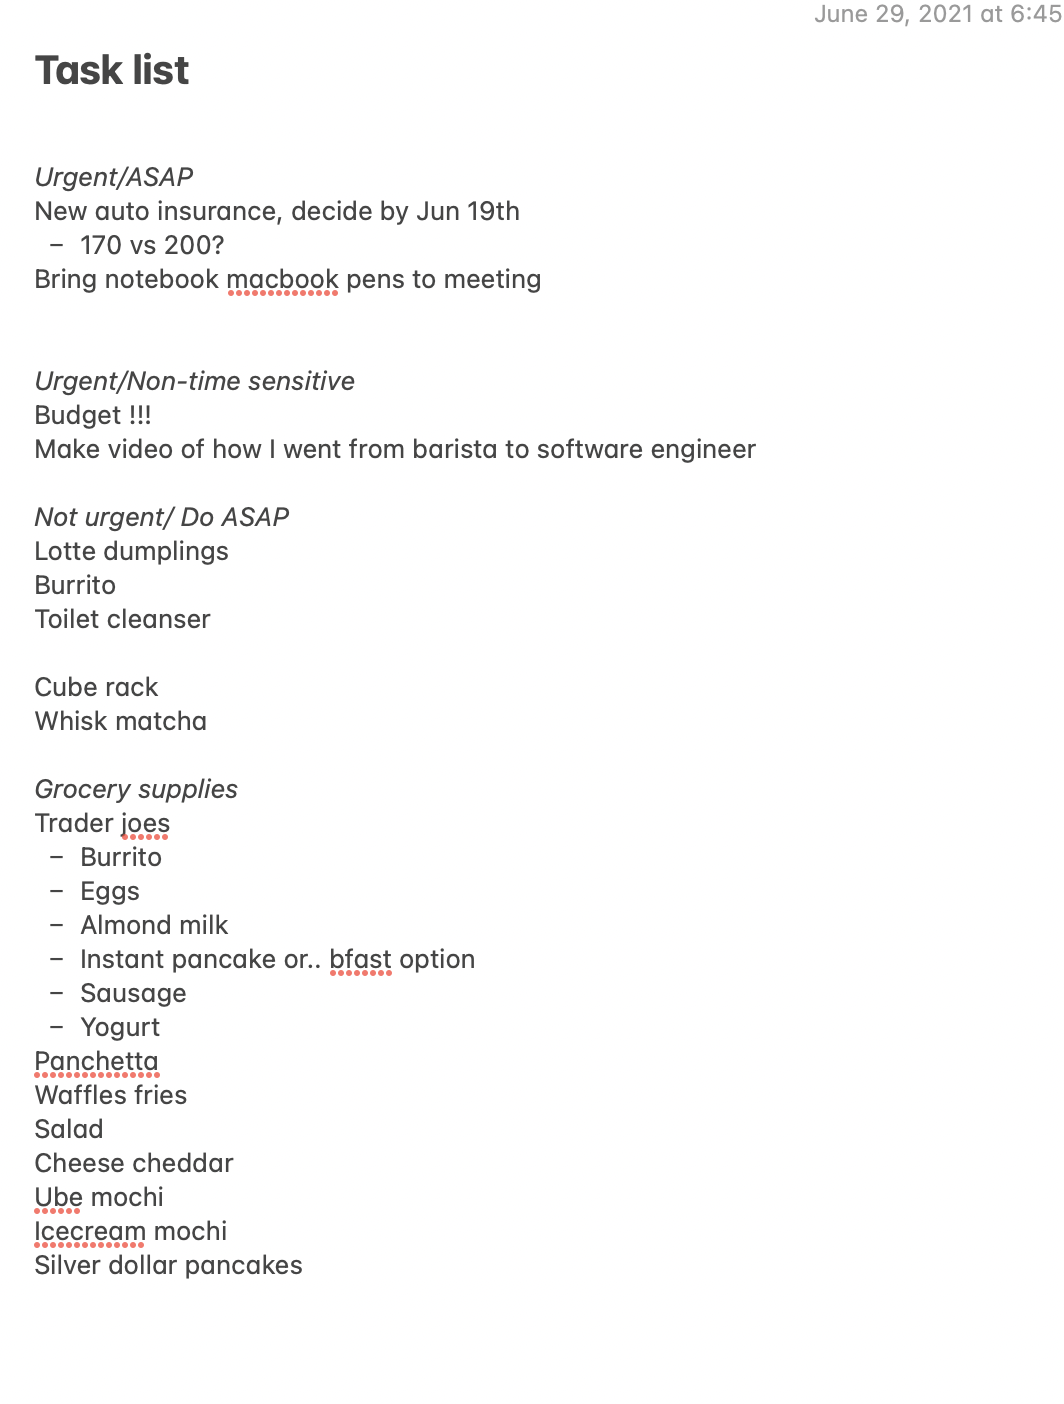 June 29, 2021 at 6:45
Task list
Urgent/ASAP
New auto insurance, decide by Jun 19th
– 170 vs 200?
Bring notebook macbook pens to meeting
Urgent/Non-time sensitive
Budget !!!
Make video of how I went from barista to software engineer
Not urgent/ Do ASAP
Lotte dumplings
Burrito
Toilet cleanser
Cube rack
Whisk matcha
Grocery supplies
Trader joes
– Burrito
– Eggs
– Almond milk
– Instant pancake or.. bfast option
– Sausage
– Yogurt
Panchetta
Waffles fries
Salad
Cheese cheddar
Ube mochi
Icecream mochi
Silver dollar pancakes